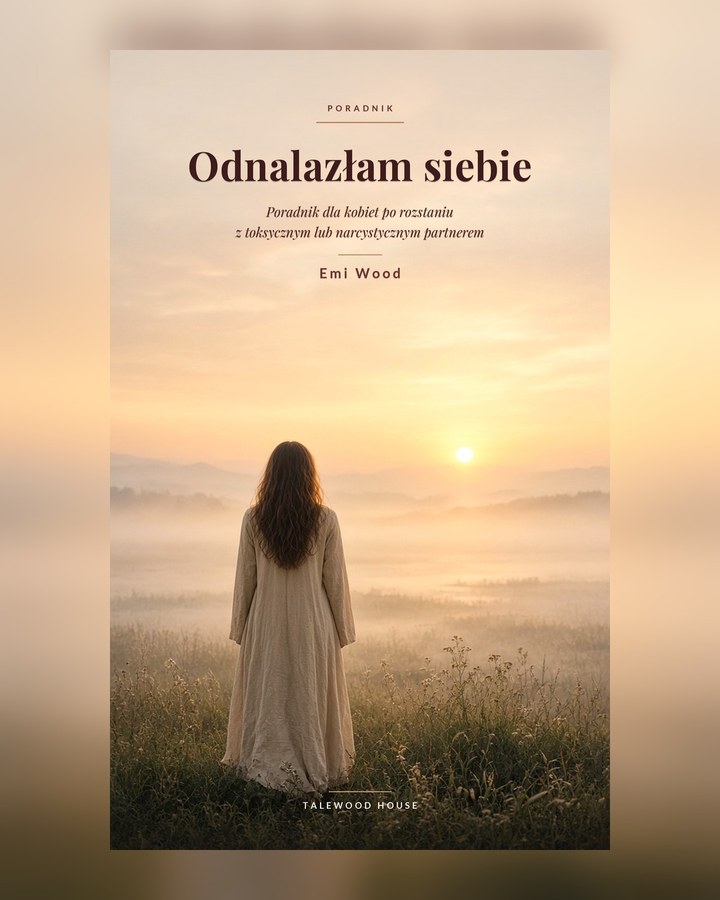 PORADNIK
Odnalazłam siebie
Poradnik dla kobiet po rozstaniu
z toksycznym lub narcystycznym partnerem
Emi Wood
TALEWOOD HOUSE